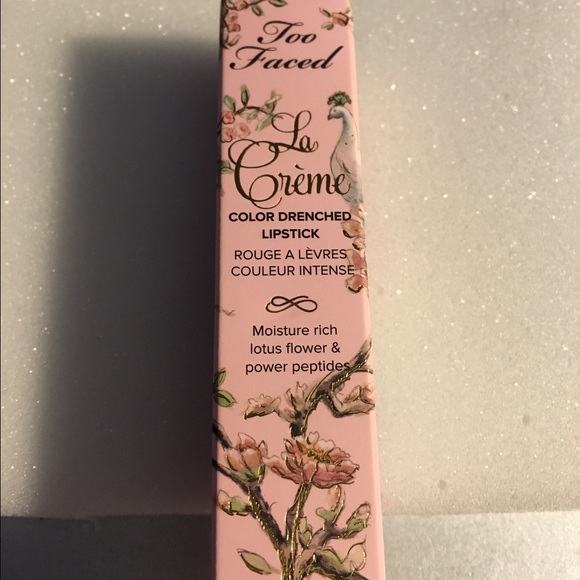 Too
Faced
La
Crème
COLOR DRENCHED
LIPSTICK
ROUGE A LÈVRES
COULEUR INTENSE
Moisture rich
lotus flower &
power peptides